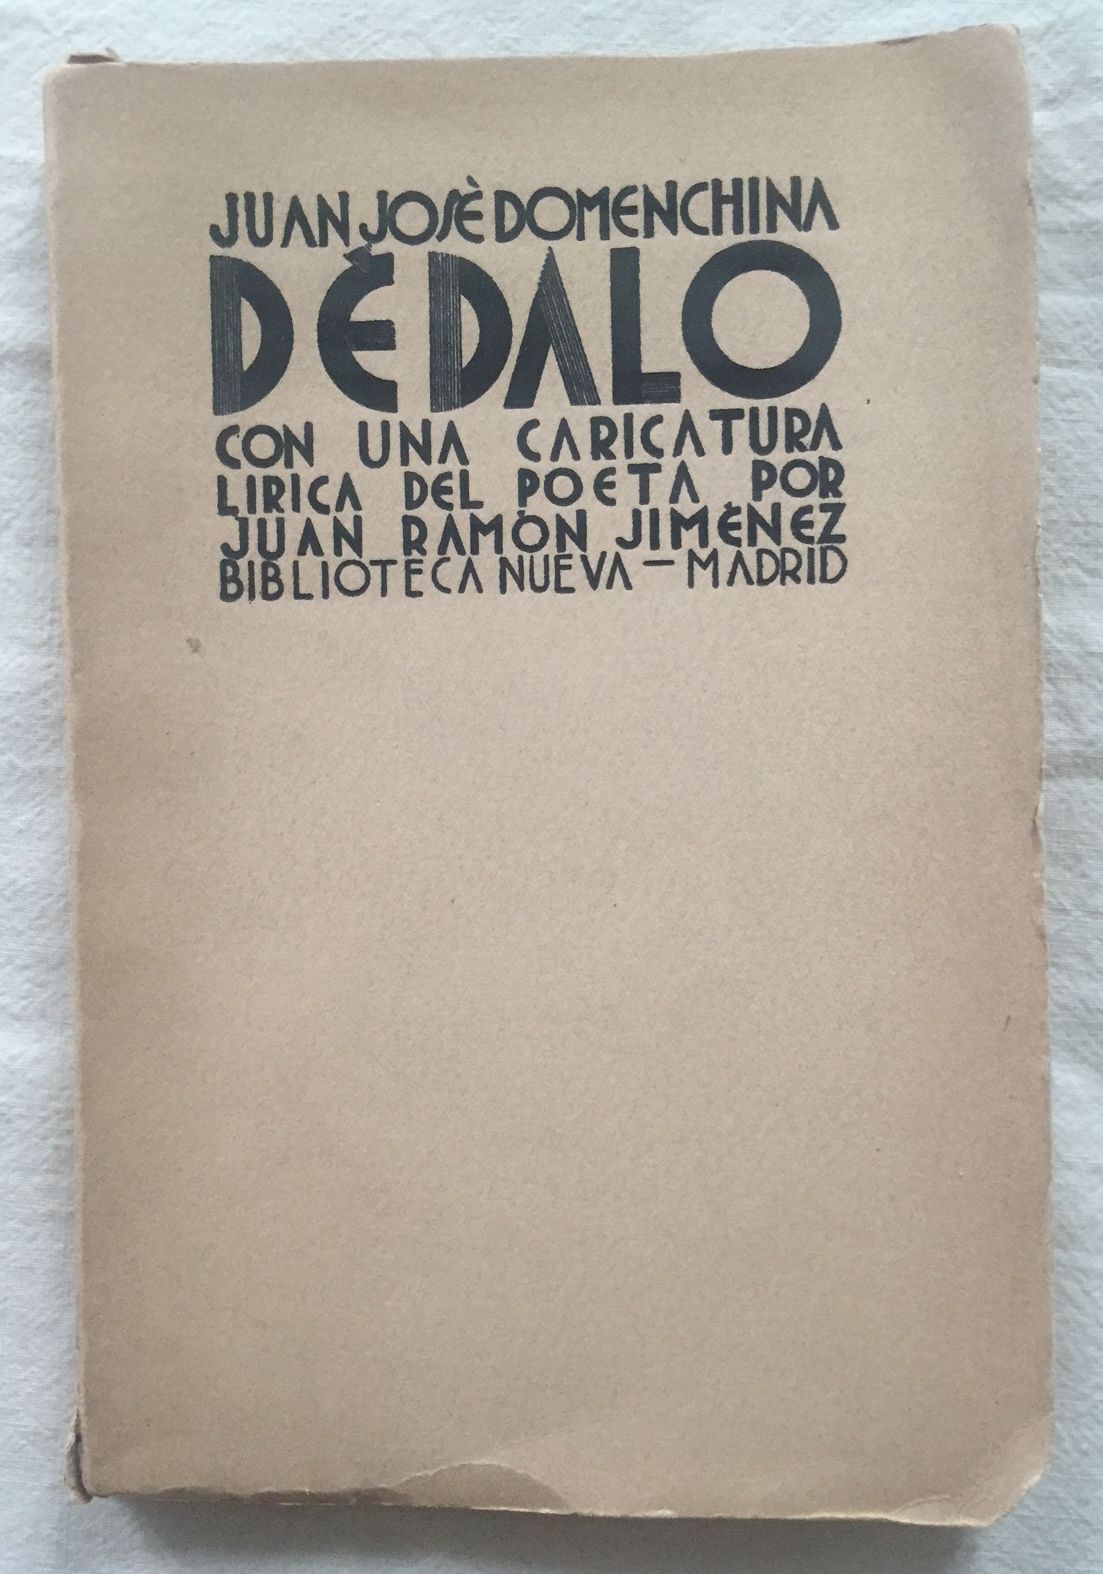 JUAN JOSÈ DOMENCHINA
DÉDALO
CON UNA CARICATURA
LIRICA DEL POETA POR
JUAN RAMÓN JIMÉNEZ
BIBLIOTECA NUEVA — MADRID